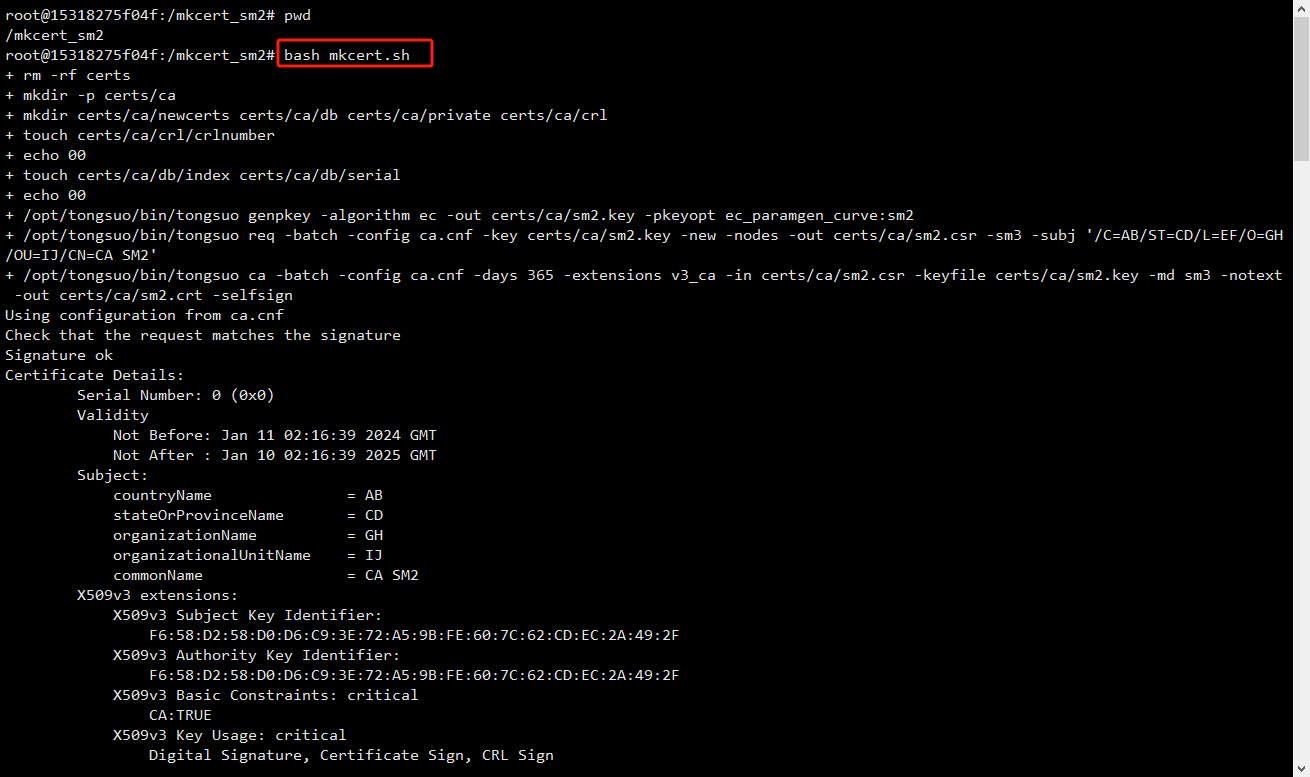 root@15318275f04f:/mkcert_sm2# pwd
/mkcert_sm2
root@15318275f04f:/mkcert_sm2# bash mkcert.sh
+ rm -rf certs
+ mkdir -p certs/ca
+ mkdir certs/ca/newcerts certs/ca/db certs/ca/private certs/ca/crl
+ touch certs/ca/crl/crlnumber
+ echo 00
+ touch certs/ca/db/index certs/ca/db/serial
+ echo 00
+ /opt/tongsuo/bin/tongsuo genpkey -algorithm ec -out certs/ca/sm2.key -pkeyopt ec_paramgen_curve:sm2
+ /opt/tongsuo/bin/tongsuo req -batch -config ca.cnf -key certs/ca/sm2.key -new -nodes -out certs/ca/sm2.csr -sm3 -subj '/C=AB/ST=CD/L=EF/O=GH
/OU=IJ/CN=CA SM2'
+ /opt/tongsuo/bin/tongsuo ca -batch -config ca.cnf -days 365 -extensions v3_ca -in certs/ca/sm2.csr -keyfile certs/ca/sm2.key -md sm3 -notext
 -out certs/ca/sm2.crt -selfsign
Using configuration from ca.cnf
Check that the request matches the signature
Signature ok
Certificate Details:
        Serial Number: 0 (0x0)
        Validity
            Not Before: Jan 11 02:16:39 2024 GMT
            Not After : Jan 10 02:16:39 2025 GMT
        Subject:
            countryName               = AB
            stateOrProvinceName       = CD
            organizationName          = GH
            organizationalUnitName    = IJ
            commonName                = CA SM2
        X509v3 extensions:
            X509v3 Subject Key Identifier:
                F6:58:D2:58:D0:D6:C9:3E:72:A5:9B:FE:60:7C:62:CD:EC:2A:49:2F
            X509v3 Authority Key Identifier:
                F6:58:D2:58:D0:D6:C9:3E:72:A5:9B:FE:60:7C:62:CD:EC:2A:49:2F
            X509v3 Basic Constraints: critical
                CA:TRUE
            X509v3 Key Usage: critical
                Digital Signature, Certificate Sign, CRL Sign